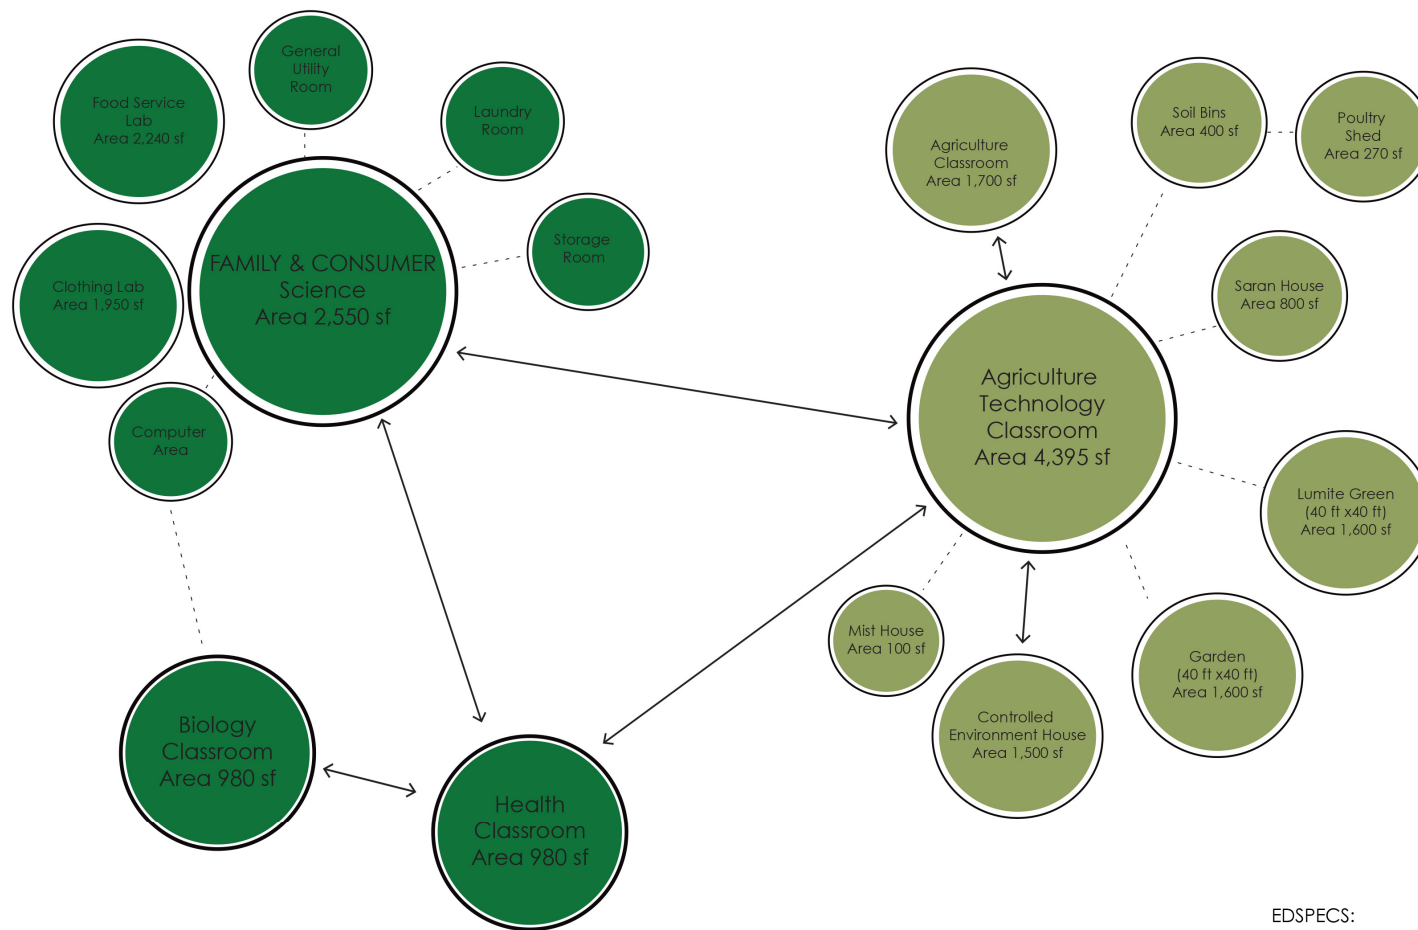 General
Utility
Room
Food Service
Lab
Area 2,240 sf
Laundry
Room
Storage
Room
FAMILY & CONSUMER
Science
Area 2,550 sf
Clothing Lab
Area 1,950 sf
Computer
Area
Biology
Classroom
Area 980 sf
Health
Classroom
Area 980 sf
Agriculture
Classroom
Area 1,700 sf
Soil Bins
Area 400 sf
Poultry
Shed
Area 270 sf
Saran House
Area 800 sf
Agriculture
Technology
Classroom
Area 4,395 sf
Lumite Green
(40 ft x40 ft)
Area 1,600 sf
Mist House
Area 100 sf
Garden
(40 ft x40 ft)
Area 1,600 sf
Controlled
Environment House
Area 1,500 sf
EDSPECS: